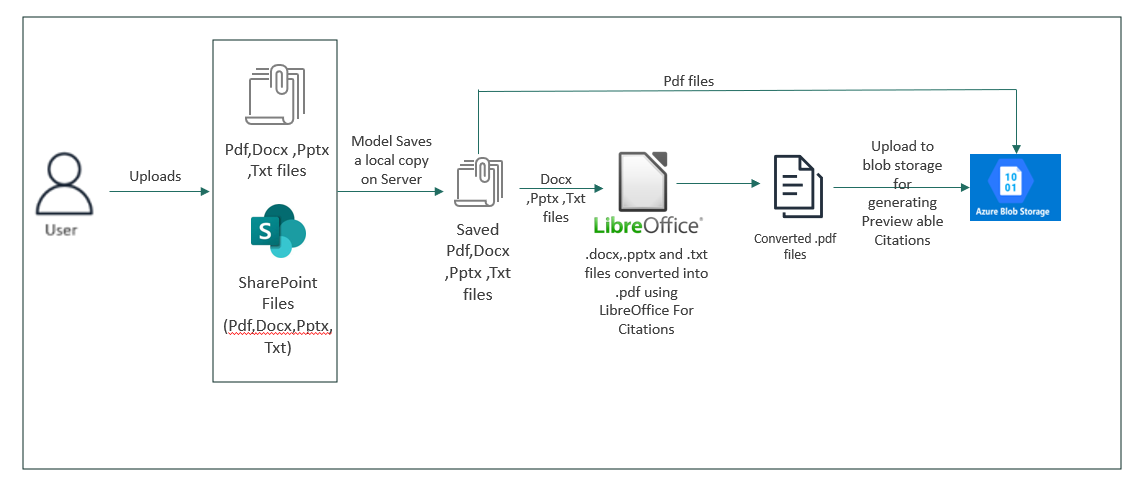 User
Uploads
Pdf,Docx ,Pptx
,Txt files
S
SharePoint
Files
(Pdf,Docx,Pptx,
Txt)
Model Saves
a local copy
on Server
Saved
Pdf,Docx
,Pptx ,Txt
files
Pdf files
Docx
,Pptx ,Txt
files
LibreOffice®
.docx,.pptx and .txt
files converted into
.pdf using
LibreOffice For
Citations
Converted .pdf
files
Upload to
blob storage
for
generating
Preview able
Citations
10
01
Azure Blob Storage